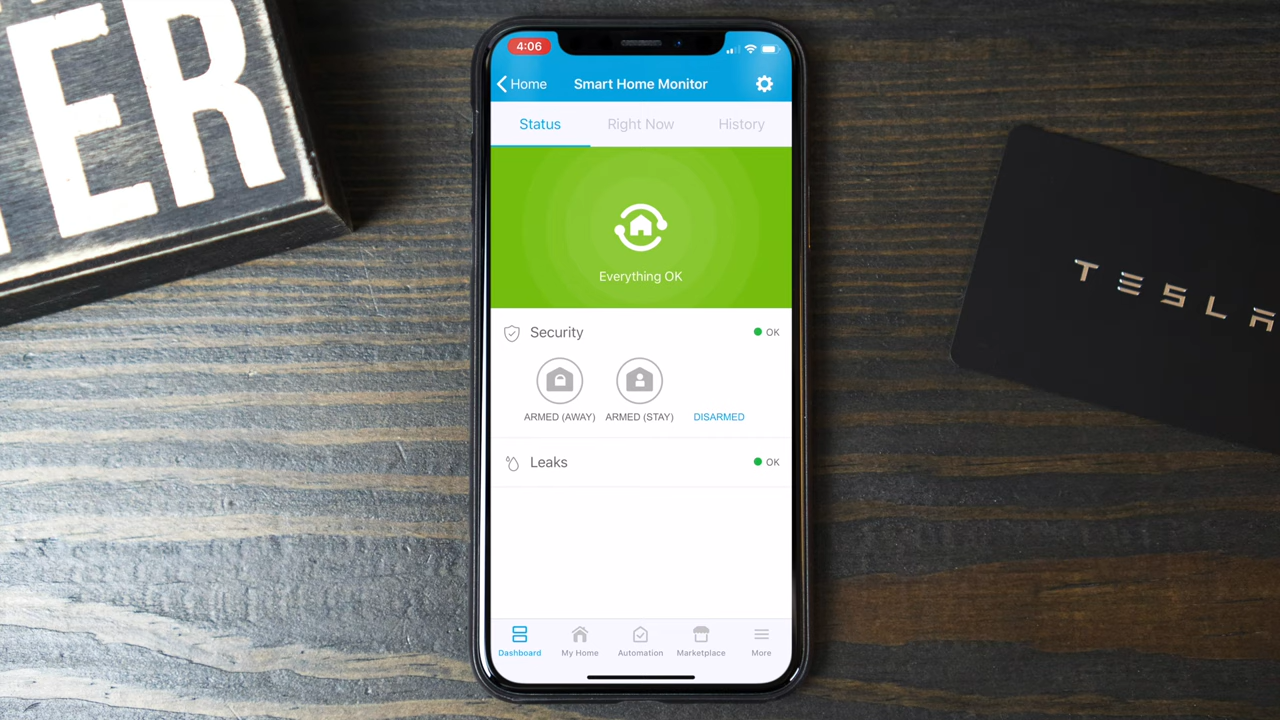 ER
4:06
Home
Smart Home Monitor
Status
Right Now
History
Everything OK
Security
OK
ARMED (AWAY)
ARMED (STAY)
DISARMED
Leaks
OK
Dashboard
My Home
Automation
Marketplace
More
TESLA